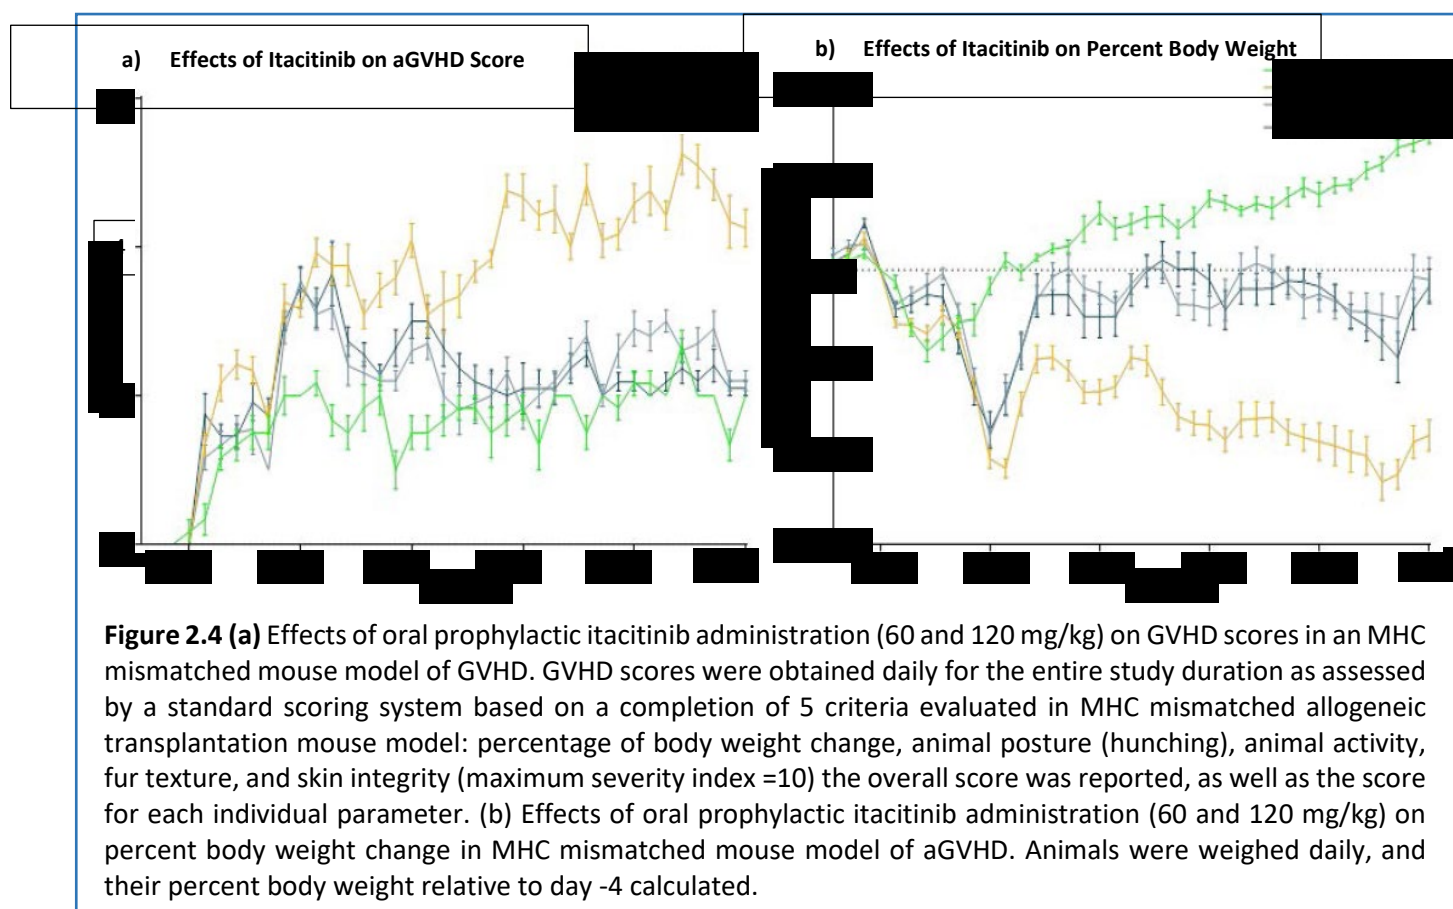 a) Effects of Itacitinib on aGVHD Score
b) Effects of Itacitinib on Percent Body Weight
Figure 2.4 (a) Effects of oral prophylactic itacitinib administration (60 and 120 mg/kg) on GVHD scores in an MHC
mismatched mouse model of GVHD. GVHD scores were obtained daily for the entire study duration as assessed
by a standard scoring system based on a completion of 5 criteria evaluated in MHC mismatched allogeneic
transplantation mouse model: percentage of body weight change, animal posture (hunching), animal activity,
fur texture, and skin integrity (maximum severity index =10) the overall score was reported, as well as the score
for each individual parameter. (b) Effects of oral prophylactic itacitinib administration (60 and 120 mg/kg) on
percent body weight change in MHC mismatched mouse model of aGVHD. Animals were weighed daily, and
their percent body weight relative to day -4 calculated.